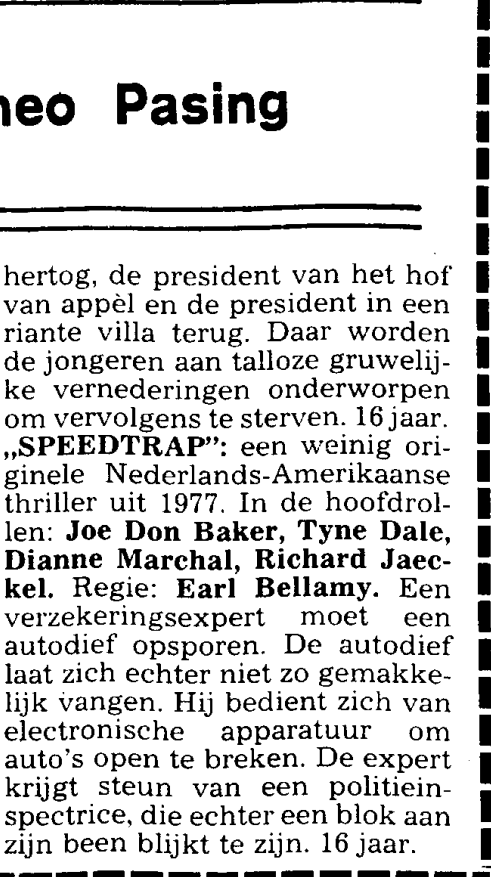 neo Pasing
hertog, de president van het hof
van appèl en de president in een
riante villa terug. Daar worden
de jongeren aan talloze gruwelij-
ke vernederingen onderworpen
om vervolgens te sterven. 16 jaar.
„SPEEDTRAP”: een weinig ori-
ginele Nederlands-Amerikaanse
thriller uit 1977. In de hoofdrol-
len: Joe Don Baker, Tyne Dale,
Dianne Marchal, Richard Jaec-
kel. Regie: Earl Bellamy. Een
verzekeringsexpert moet een
autodief opsporen. De autodief
laat zich echter niet zo gemakke-
lijk vangen. Hij bedient zich van
electronische apparatuur om
auto's open te breken. De expert
krijgt steun van een politiein-
spectrice, die echter een blok aan
zijn been blijkt te zijn. 16 jaar.